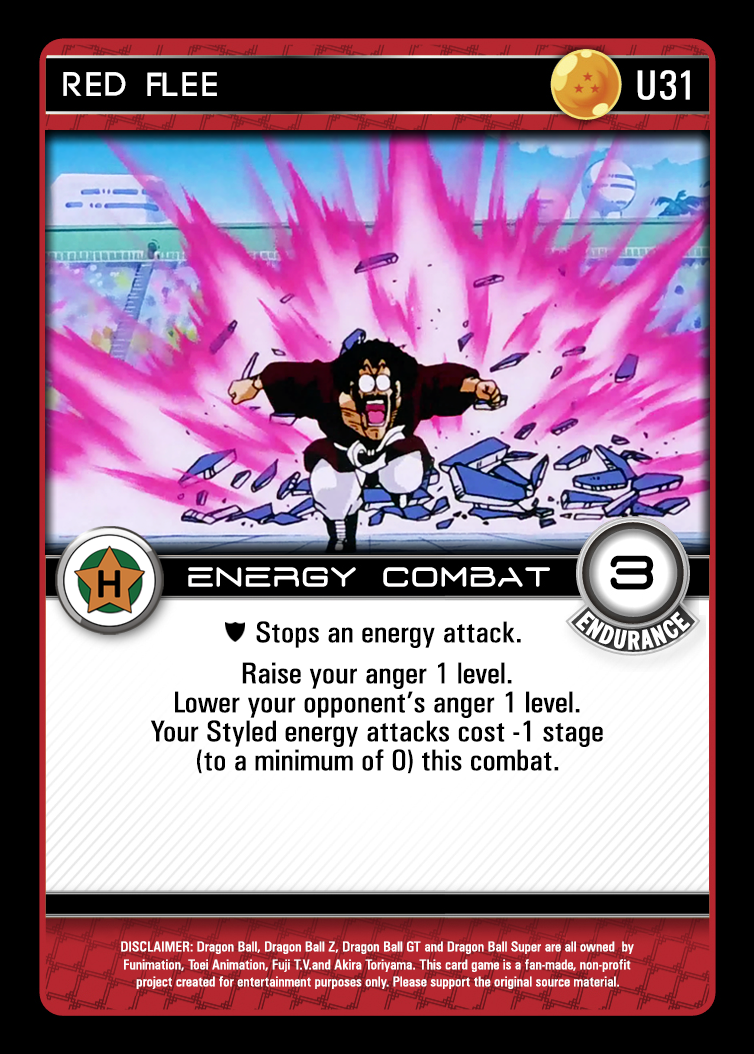 RED FLEE
U31
H
ENERGY COMBAT
3
ENDURANCE
Stops an energy attack.
Raise your anger 1 level.
Lower your opponent's anger 1 level.
Your Styled energy attacks cost -1 stage
(to a minimum of 0) this combat.
DISCLAIMER: Dragon Ball, Dragon Ball Z, Dragon Ball GT and Dragon Ball Super are all owned by
Funimation, Toei Animation, Fuji T.V.and Akira Toriyama. This card game is a fan-made, non-profit
project created for entertainment purposes only. Please support the original source material.